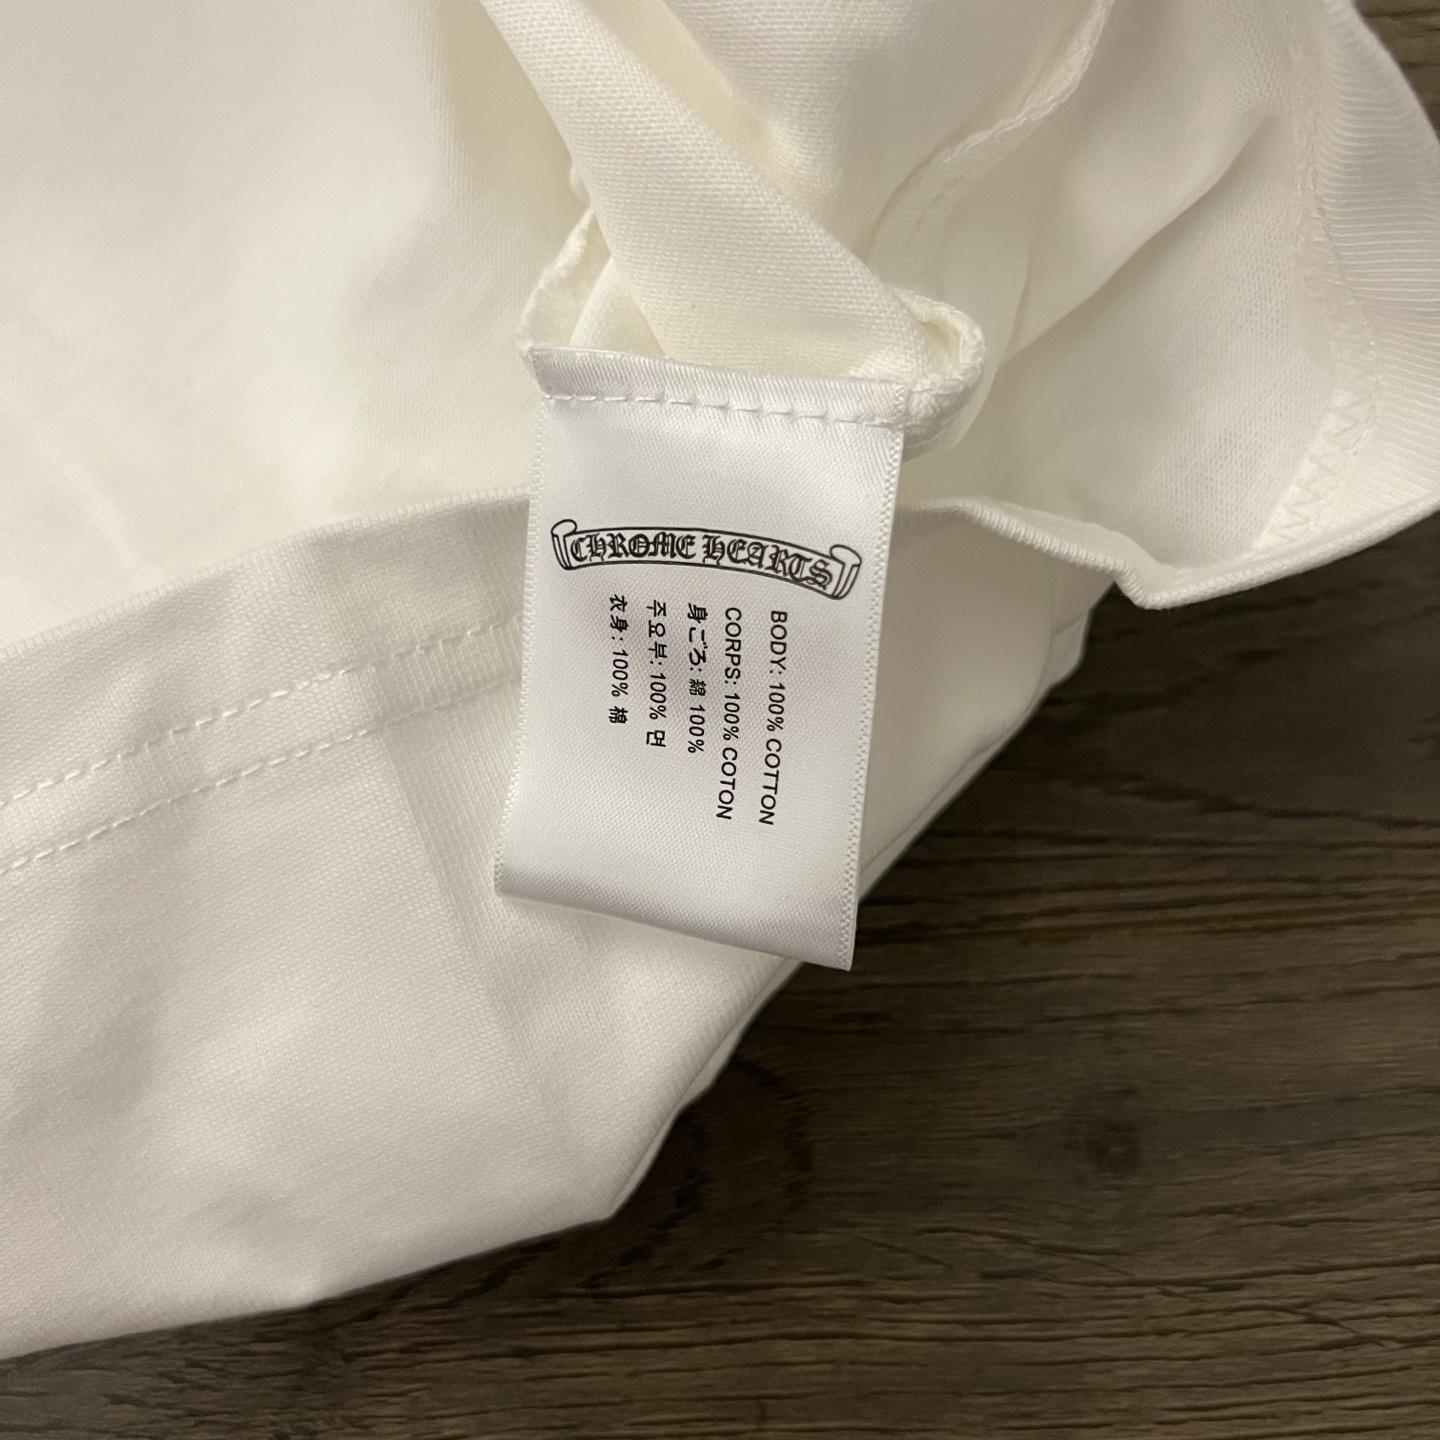 CHROME HEARTS
BODY: 100% COTTON
CORPS: 100% COTON
身ごろ: 綿 100%
주요부: 100% 면
衣身: 100% 棉